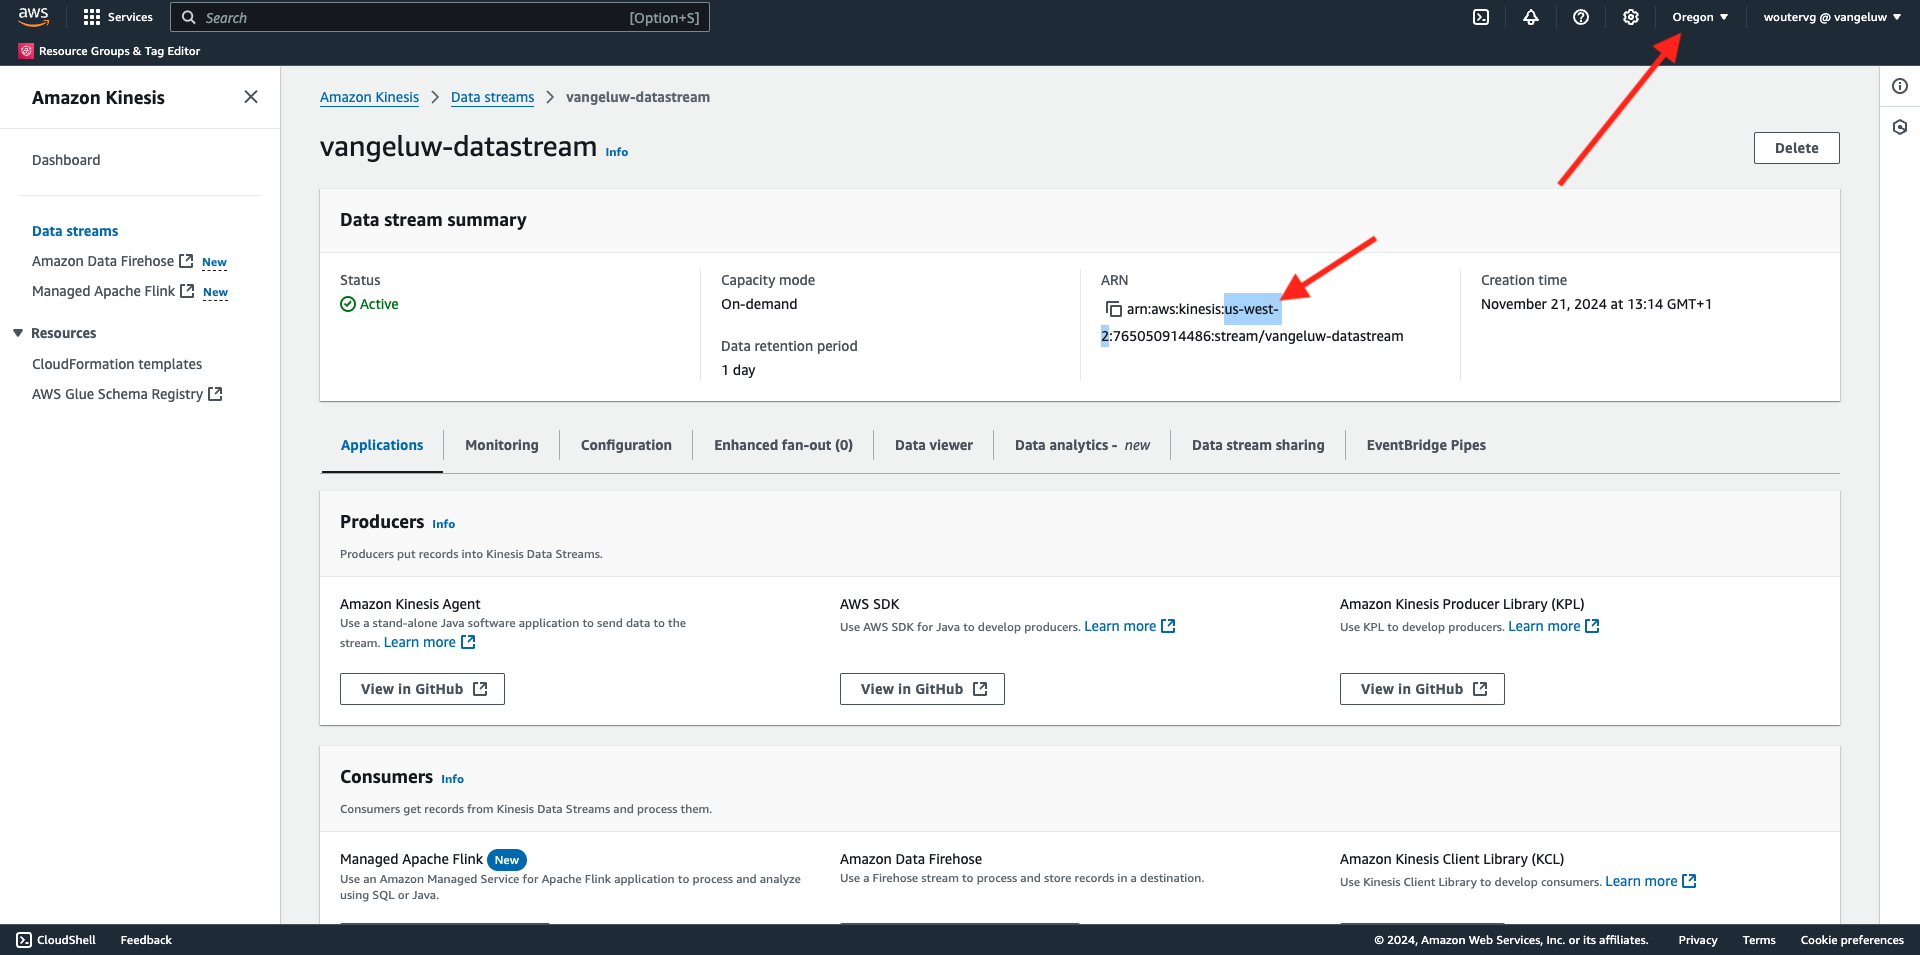 aws
Services
Search
[Option+S]
Oregon
woutervg @ vangeluw
Resource Groups & Tag Editor
Amazon Kinesis
Dashboard
Data streams
Amazon Data Firehose New
Managed Apache Flink New
Resources
CloudFormation templates
AWS Glue Schema Registry
Amazon Kinesis > Data streams > vangeluw-datastream
vangeluw-datastream Info
Delete
Data stream summary
Status
Active
Capacity mode
On-demand
Data retention period
1 day
ARN
arn:aws:kinesis:us-west-
2:765050914486:stream/vangeluw-datastream
Creation time
November 21, 2024 at 13:14 GMT+1
Applications
Monitoring
Configuration
Enhanced fan-out (0)
Data viewer
Data analytics - new
Data stream sharing
EventBridge Pipes
Producers Info
Producers put records into Kinesis Data Streams.
Amazon Kinesis Agent
Use a stand-alone Java software application to send data to the
stream. Learn more
View in GitHub
AWS SDK
Use AWS SDK for Java to develop producers. Learn more
View in GitHub
Amazon Kinesis Producer Library (KPL)
Use KPL to develop producers. Learn more
View in GitHub
Consumers Info
Consumers get records from Kinesis Data Streams and process them.
Managed Apache Flink New
Use an Amazon Managed Service for Apache Flink application to process and analyze
using SQL or Java.
Amazon Data Firehose
Use a Firehose stream to process and store records in a destination.
Amazon Kinesis Client Library (KCL)
Use Kinesis Client Library to develop consumers. Learn more
CloudShell
Feedback
© 2024, Amazon Web Services, Inc. or its affiliates.
Privacy
Terms
Cookie preferences